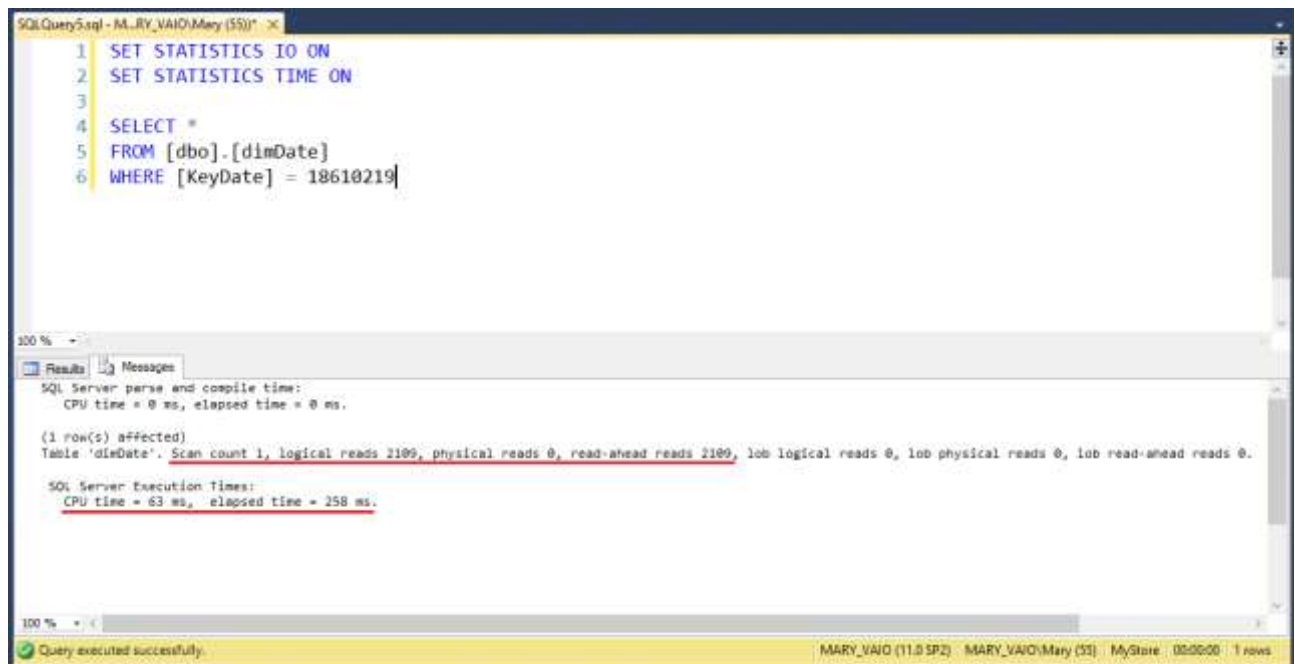 SQLQuery5.sql - M...RY_VAIO\Mary (55))* ×
1 SET STATISTICS IO ON
2 SET STATISTICS TIME ON
3
4 SELECT *
5 FROM [dbo].[dimDate]
6 WHERE [KeyDate] = 18610219
100 %
Results Messages
SQL Server parse and compile time:
CPU time = 0 ms, elapsed time = 0 ms.
(1 row(s) affected)
Table 'dimDate'. Scan count 1, logical reads 2109, physical reads 0, read-ahead reads 2109, lob logical reads 0, lob physical reads 0, lob read-ahead reads 0.
SQL Server Execution Times:
CPU time = 63 ms, elapsed time = 258 ms.
100 %
Query executed successfully. MARY_VAIO (11.0 SP2) MARY_VAIO\Mary (55) MyStore 00:00:00 1 rows